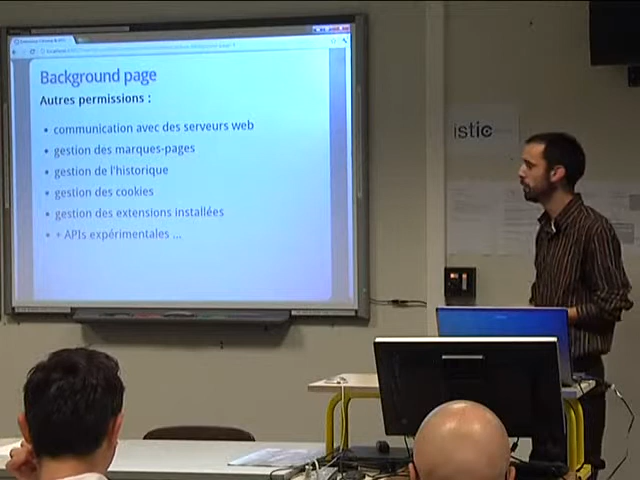 Background page
Autres permissions :
• communication avec des serveurs web
• gestion des marques-pages
• gestion de l'historique
• gestion des cookies
• gestion des extensions installées
• + APIs expérimentales ...
istic